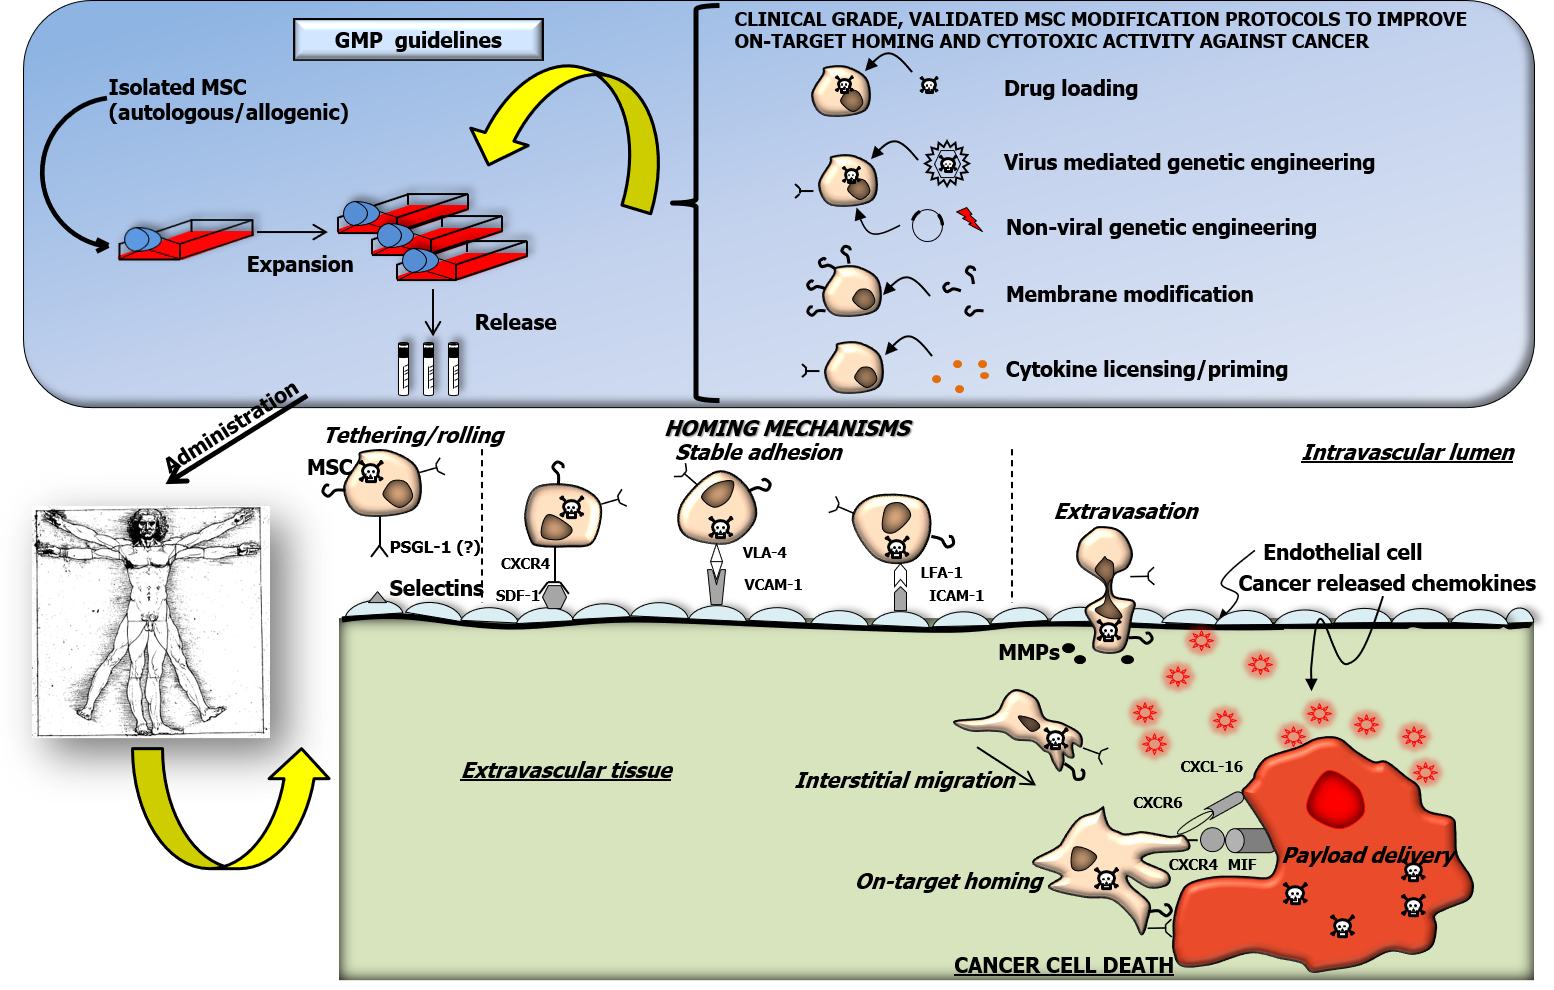 GMP guidelines
Isolated MSC
(autologous/allogenic)
Expansion
Release
CLINICAL GRADE, VALIDATED MSC MODIFICATION PROTOCOLS TO IMPROVE
ON-TARGET HOMING AND CYTOTOXIC ACTIVITY AGAINST CANCER
Drug loading
Virus mediated genetic engineering
Non-viral genetic engineering
Membrane modification
Cytokine licensing/priming
Administration
HOMING MECHANISMS
Tethering/rolling
Stable adhesion
Intravascular lumen
MSC
Extravasation
PSGL-1 (?)
Selectins
CXCR4
SDF-1
VLA-4
VCAM-1
LFA-1
ICAM-1
Endothelial cell
Cancer released chemokines
MMPs
Extravascular tissue
Interstitial migration
CXCL-16
CXCR6
CXCR4 MIF
Payload delivery
On-target homing
CANCER CELL DEATH